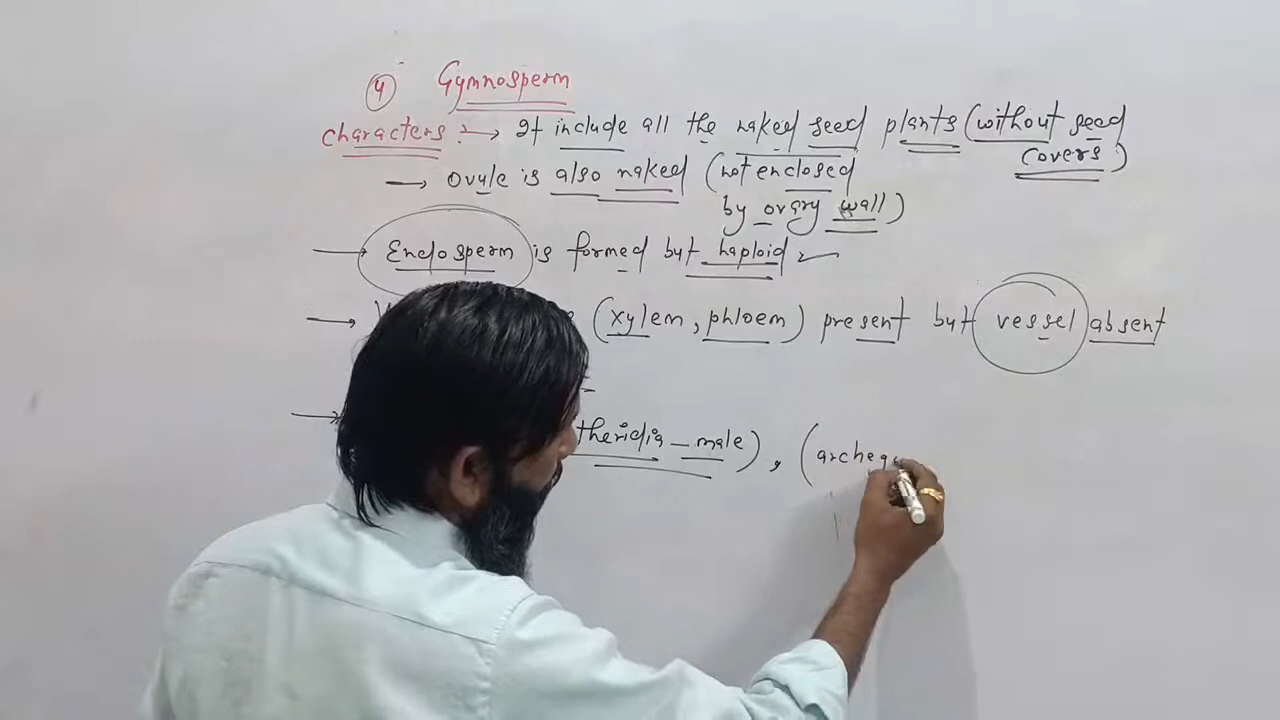 4 Gymnosperm
characters :→ It include all the naked seed plants (without seed covers)
→ ovule is also naked (not enclosed
by ovary wall)
→ Endosperm is formed but haploid
→ (xylem, phloem) present but vessel absent
→ theridia - male), (archego